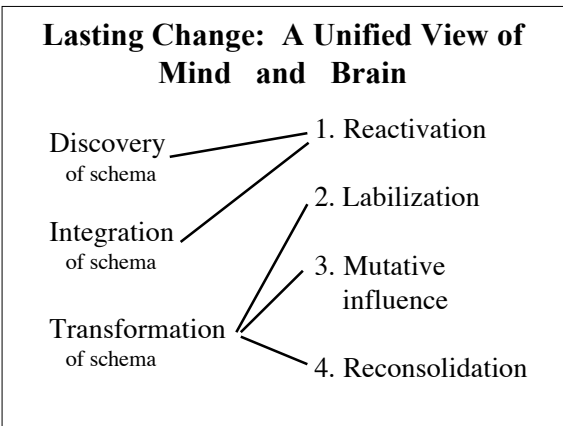 Lasting Change: A Unified View of
Mind and Brain
Discovery
of schema
Integration
of schema
Transformation
of schema
1. Reactivation
2. Labilization
3. Mutative
influence
4. Reconsolidation